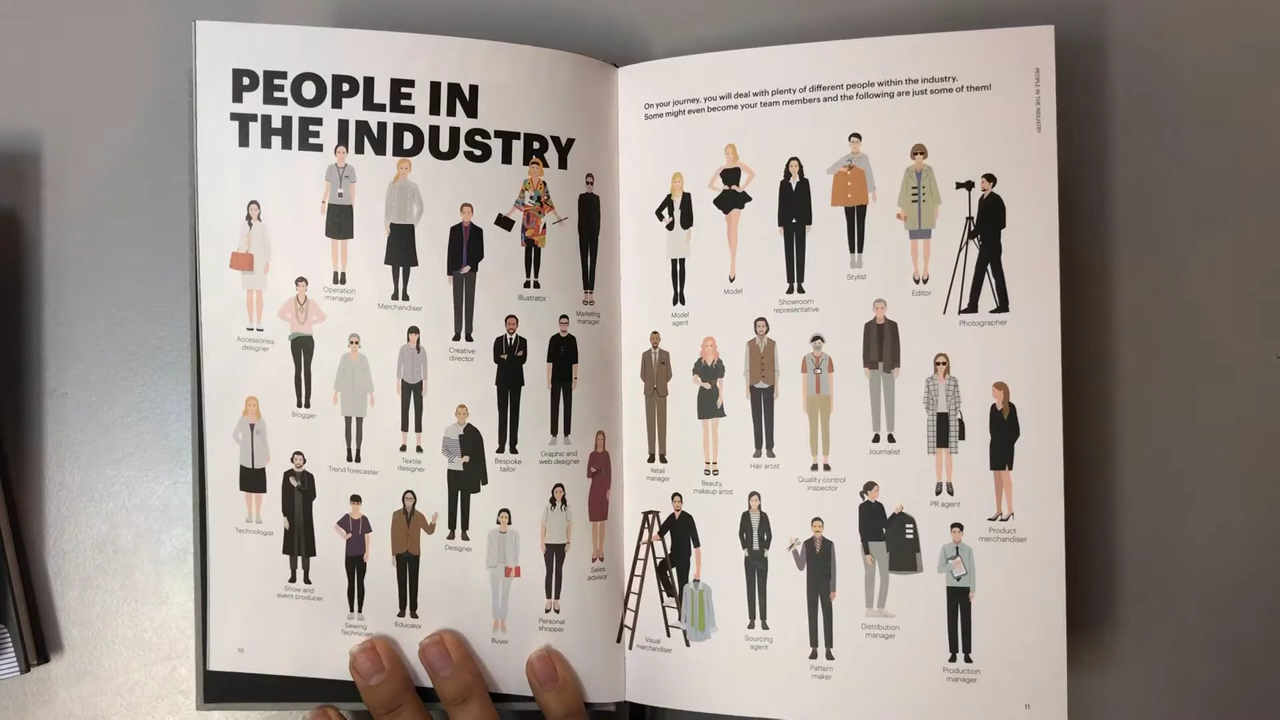 PEOPLE IN
THE INDUSTRY
Operation
manager
Merchandiser
Illustrator
Marketing
manager
Accessories
designer
Creative
director
Blogger
Trend forecaster
Textile
designer
Bespoke
tailor
Graphic and
web designer
Technologist
Designer
Sales
advisor
Show and
event producer
Sewing
Technician
Educator
Buyer
Personal
shopper
10
On your journey, you will deal with plenty of different people within the industry.
Some might even become your team members and the following are just some of them!
PEOPLE IN THE INDUSTRY
Model
agent
Model
Showroom
representative
Stylist
Editor
Photographer
Retail
manager
Beauty,
makeup artist
Hair artist
Quality control
inspector
Journalist
PR agent
Product
merchandiser
Visual
merchandiser
Sourcing
agent
Pattern
maker
Distribution
manager
Production
manager
11